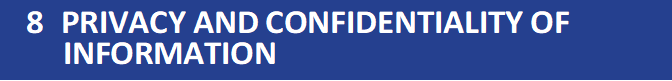 8 PRIVACY AND CONFIDENTIALITY OF
INFORMATION